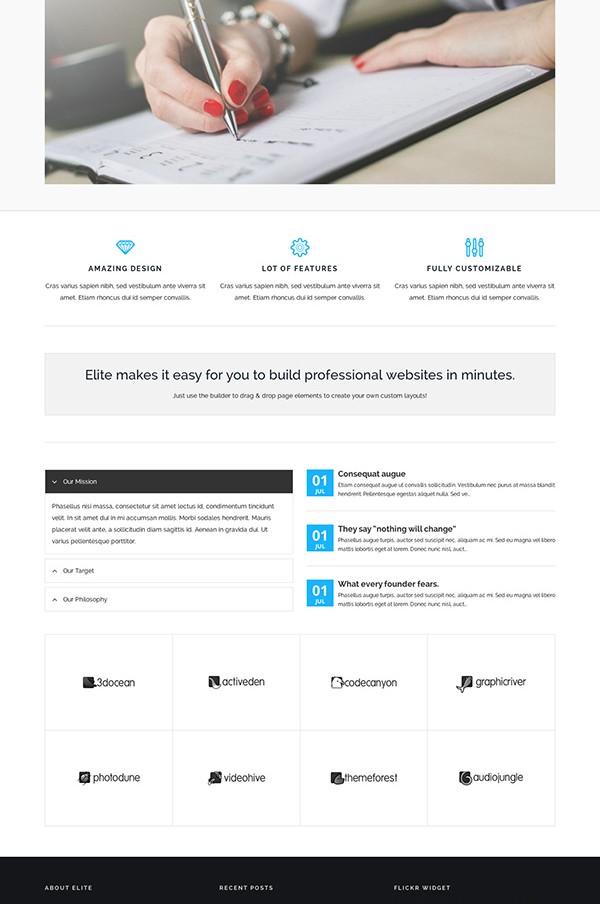 AMAZING DESIGN
Cras varius sapien nibh, sed vestibulum ante viverra sit
amet. Etiam rhoncus dui id semper convallis.
LOT OF FEATURES
Cras varius sapien nibh, sed vestibulum ante viverra sit
amet. Etiam rhoncus dui id semper convallis.
FULLY CUSTOMIZABLE
Cras varius sapien nibh, sed vestibulum ante viverra sit
amet. Etiam rhoncus dui id semper convallis.
Elite makes it easy for you to build professional websites in minutes.
Just use the builder to drag & drop page elements to create your own custom layouts!
Our Mission
Phasellus nisi massa, consectetur sit amet lectus id, condimentum tincidunt
velit. In sit amet dui in mi accumsan mollis. Morbi sodales hendrerit. Mauris
placerat velit ante, a sollicitudin diam sagittis id. Aenean in gravida dui. Ut
varius pellentesque porttitor.
Our Target
Our Philosophy
01
JUL
Consequat augue
Etiam consequat augue ut convallis sollicitudin. Vestibulum nec purus at massa blandit
hendrerit. Pellentesque egestas aliquet nulla. Sed ve...
01
JUL
They say "nothing will change"
Phasellus augue turpis, auctor sed suscipit nec, aliquam ac mi. Sed eu magna vel libero
mattis lobortis eget at lorem. Donec nunc nisl, auct...
01
JUL
What every founder fears.
Phasellus augue turpis, auctor sed suscipit nec, aliquam ac mi. Sed eu magna vel libero
mattis lobortis eget at lorem. Donec nunc nisl, auct...
3docean
activeden
codecanyon
graphicriver
photodune
videohive
themeforest
audiojungle
ABOUT ELITE
RECENT POSTS
FLICKR WIDGET